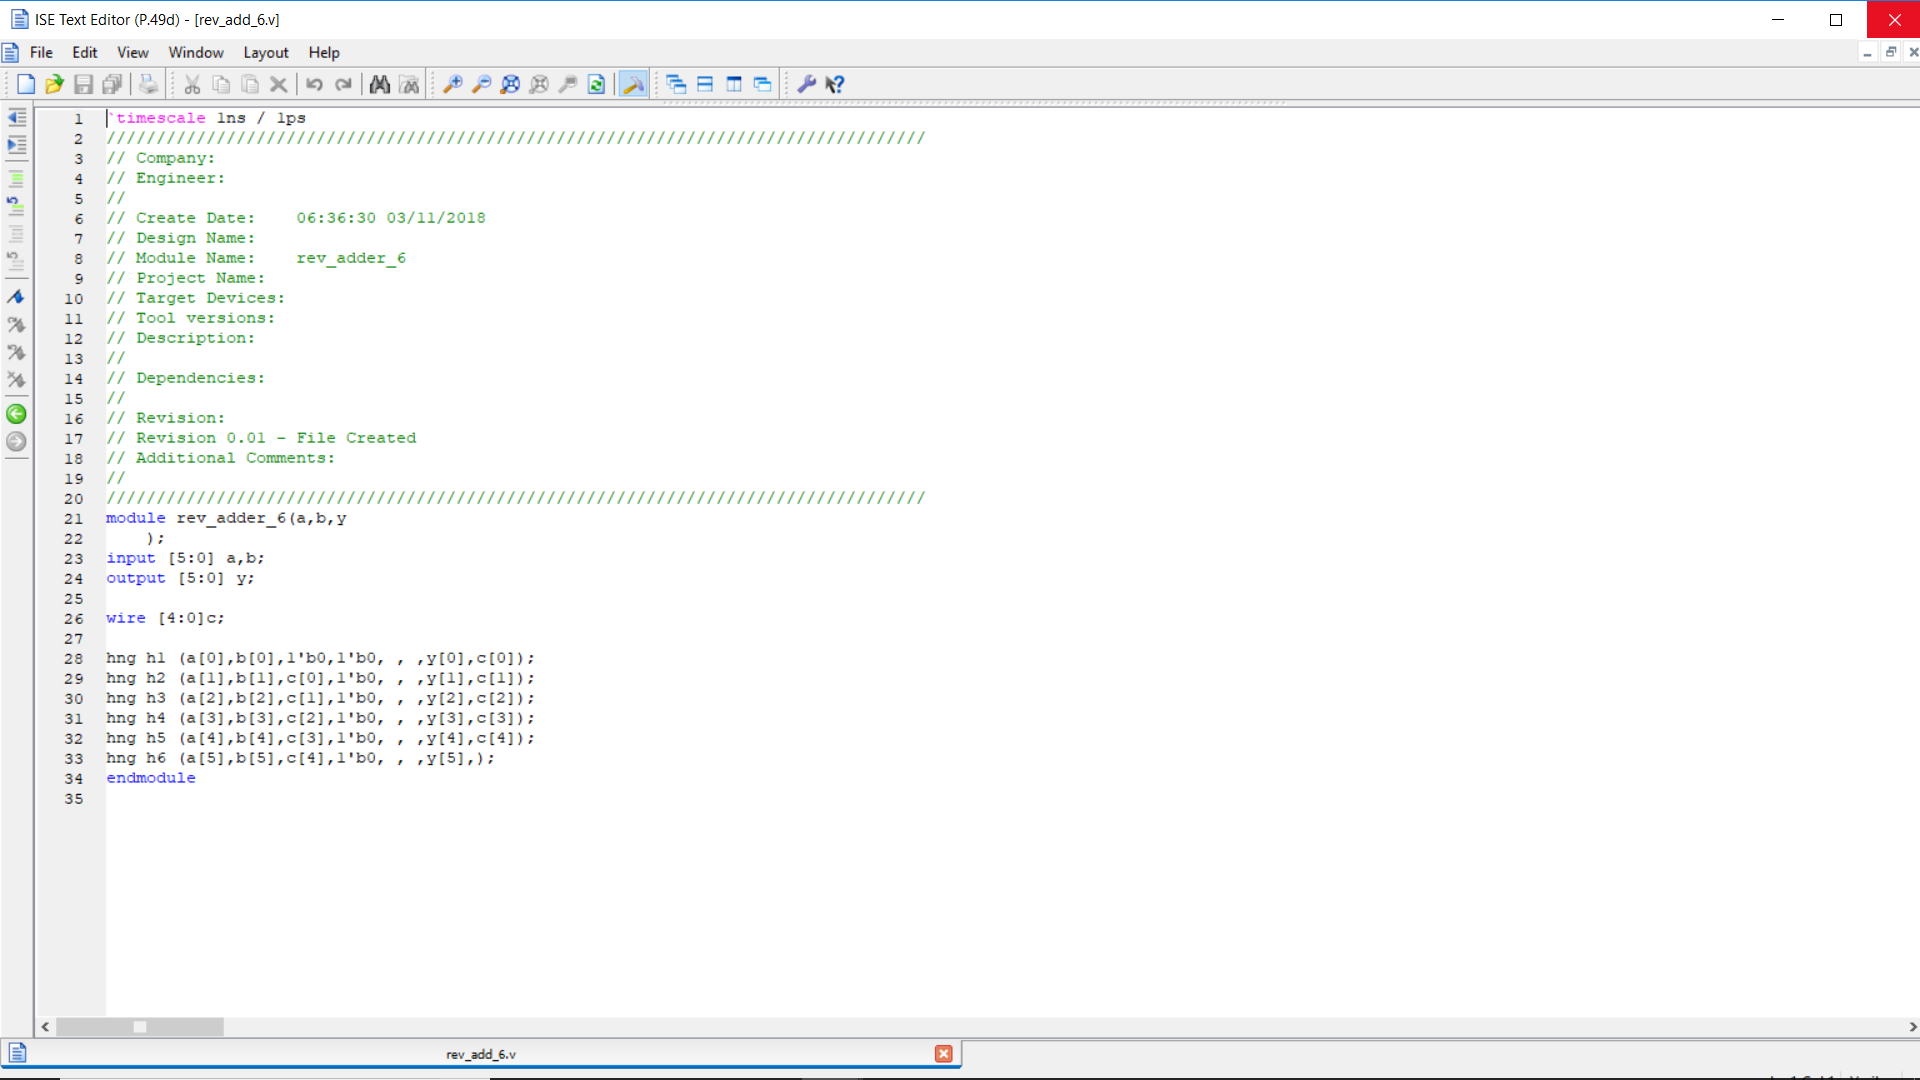 ISE Text Editor (P.49d) - [rev_add_6.v]
File Edit View Window Layout Help
1 `timescale 1ns / 1ps
2 //////////////////////////////////////////////////////////////////////////////////
3 // Company:
4 // Engineer:
5 //
6 // Create Date:    06:36:30 03/11/2018
7 // Design Name:
8 // Module Name:    rev_adder_6
9 // Project Name:
10 // Target Devices:
11 // Tool versions:
12 // Description:
13 //
14 // Dependencies:
15 //
16 // Revision:
17 // Revision 0.01 - File Created
18 // Additional Comments:
19 //
20 //////////////////////////////////////////////////////////////////////////////////
21 module rev_adder_6(a,b,y
22     );
23 input [5:0] a,b;
24 output [5:0] y;
25
26 wire [4:0]c;
27
28 hng h1 (a[0],b[0],1'b0,1'b0, , ,y[0],c[0]);
29 hng h2 (a[1],b[1],c[0],1'b0, , ,y[1],c[1]);
30 hng h3 (a[2],b[2],c[1],1'b0, , ,y[2],c[2]);
31 hng h4 (a[3],b[3],c[2],1'b0, , ,y[3],c[3]);
32 hng h5 (a[4],b[4],c[3],1'b0, , ,y[4],c[4]);
33 hng h6 (a[5],b[5],c[4],1'b0, , ,y[5],);
34 endmodule
35
rev_add_6.v